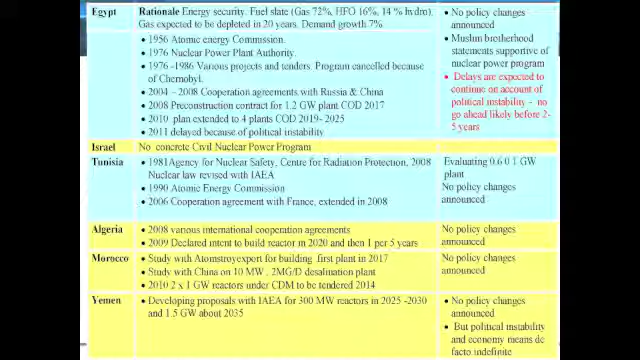 Egypt
Rationale Energy security. Fuel slate (Gas 72%, HFO 16%, 14 % hydro).
Gas expected to be depleted in 20 years. Demand growth 7%
• 1956 Atomic energy Commission.
• 1976 Nuclear Power Plant Authority.
• 1976 -1986 Various projects and tenders. Program cancelled because
of Chernobyl.
• 2004 – 2008 Cooperation agreements with Russia & China
• 2008 Preconstruction contract for 1.2 GW plant COD 2017
• 2010 plan extended to 4 plants COD 2019- 2025
• 2011 delayed because of political instability
• No policy changes
announced
• Muslim brotherhood
statements supportive of
nuclear power program
• Delays are expected to
continue on account of
political instability - no
go ahead likely before 2-
5 years
Israel
No concrete Civil Nuclear Power Program
Tunisia
• 1981Agency for Nuclear Safety, Centre for Radiation Protection, 2008
Nuclear law revised with IAEA
• 1990 Atomic Energy Commission
• 2006 Cooperation agreement with France, extended in 2008
Evaluating 0.6 0 1 GW
plant
No policy changes
announced
Algeria
• 2008 various international cooperation agreements
• 2009 Declared intent to build reactor in 2020 and then 1 per 5 years
No policy changes
announced
Morocco
• Study with Atomstroyexport for building first plant in 2017
• Study with China on 10 MW , 2MG/D desalination plant
• 2010 2 x 1 GW reactors under CDM to be tendered 2014
No policy changes
announced
Yemen
• Developing proposals with IAEA for 300 MW reactors in 2025 -2030
and 1.5 GW about 2035
• No policy changes
announced
• But political instability
and economy means de
facto indefinite